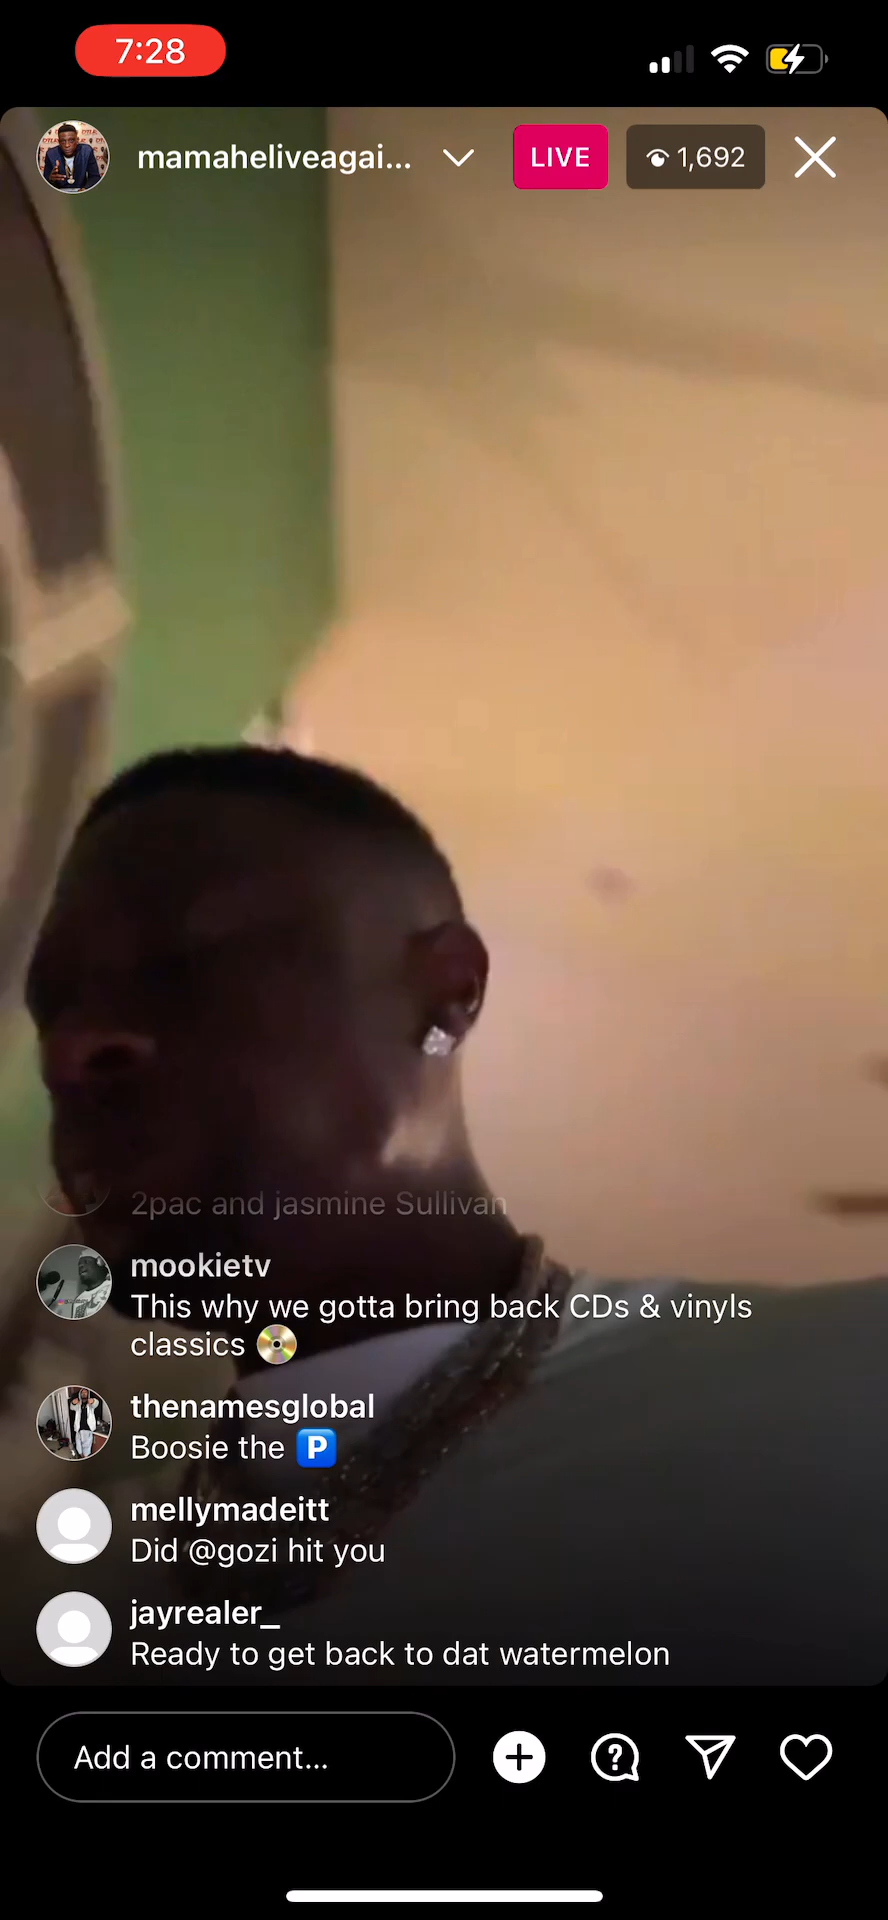 7:28
mamaheliveagai...
LIVE
1,692
2pac and jasmine Sullivan
mookietv
This why we gotta bring back CDs & vinyls
classics 📀
thenamesglobal
Boosie the 🅿️
mellymadeitt
Did @gozi hit you
jayrealer_
Ready to get back to dat watermelon
Add a comment...